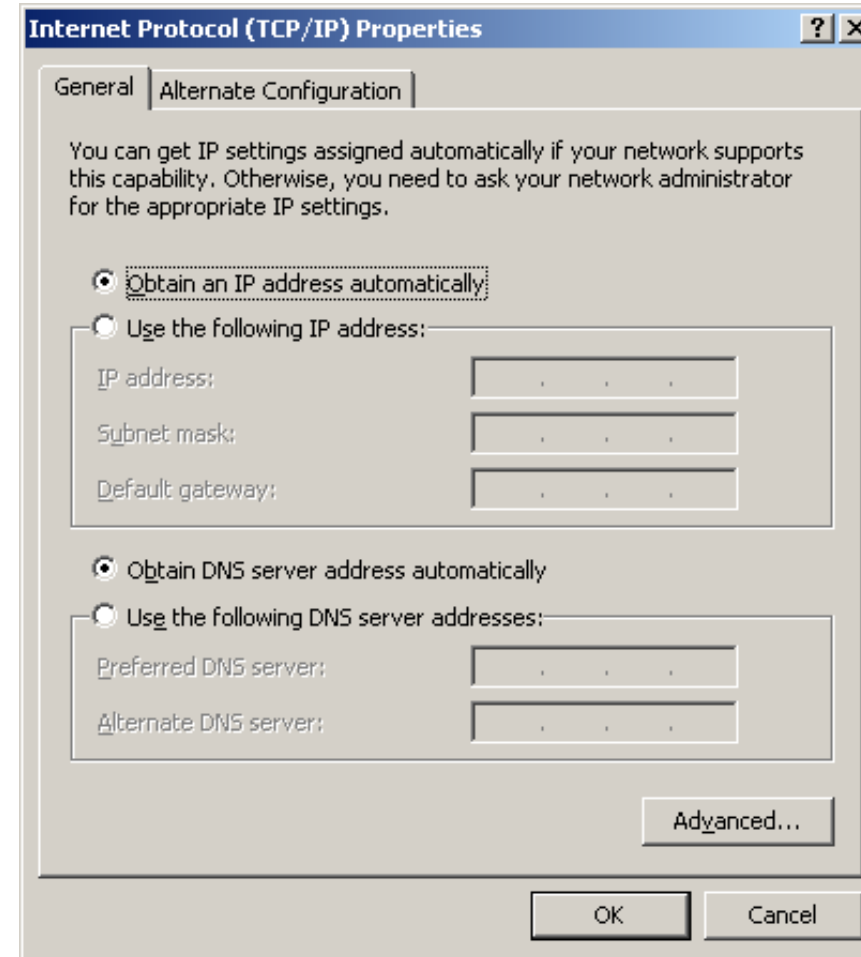 Internet Protocol (TCP/IP) Properties
General
Alternate Configuration
You can get IP settings assigned automatically if your network supports
this capability. Otherwise, you need to ask your network administrator
for the appropriate IP settings.
Obtain an IP address automatically
Use the following IP address:
IP address:
Subnet mask:
Default gateway:
Obtain DNS server address automatically
Use the following DNS server addresses:
Preferred DNS server:
Alternate DNS server:
Advanced...
OK
Cancel